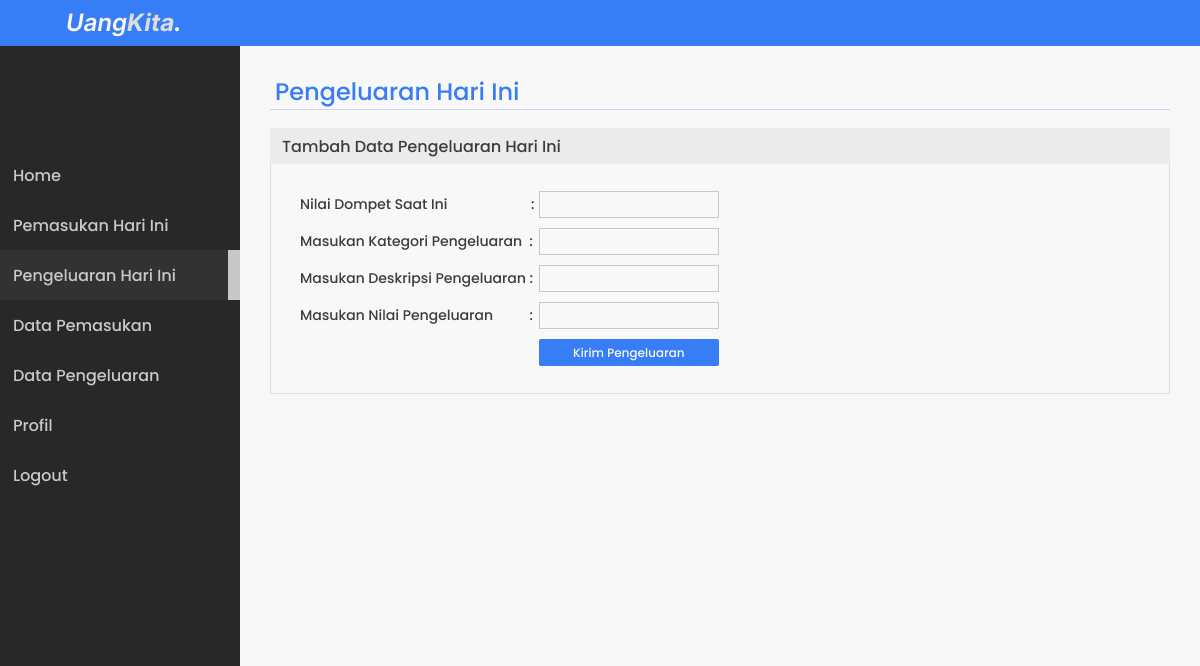 UangKita.
Home
Pemasukan Hari Ini
Pengeluaran Hari Ini
Data Pemasukan
Data Pengeluaran
Profil
Logout
Pengeluaran Hari Ini
Tambah Data Pengeluaran Hari Ini
Nilai Dompet Saat Ini :
Masukan Kategori Pengeluaran :
Masukan Deskripsi Pengeluaran :
Masukan Nilai Pengeluaran :
Kirim Pengeluaran